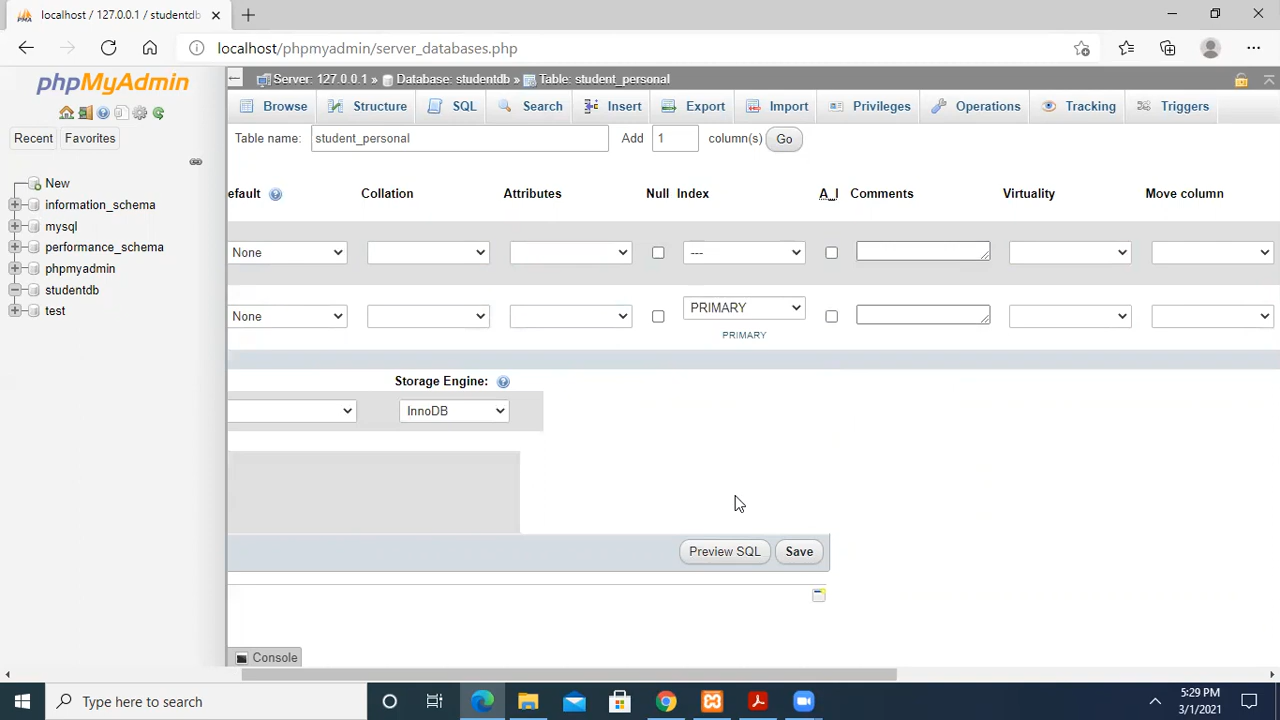 localhost / 127.0.0.1 / studentdb
localhost/phpmyadmin/server_databases.php
phpMyAdmin
Recent Favorites
New
information_schema
mysql
performance_schema
phpmyadmin
studentdb
test
Server: 127.0.0.1 » Database: studentdb » Table: student_personal
Browse Structure SQL Search Insert Export Import Privileges Operations Tracking Triggers
Table name: student_personal Add 1 column(s) Go
efault Collation Attributes Null Index A_I Comments Virtuality Move column
None ---
None PRIMARY
PRIMARY
Storage Engine:
InnoDB
Preview SQL Save
Console
Type here to search
5:29 PM
3/1/2021